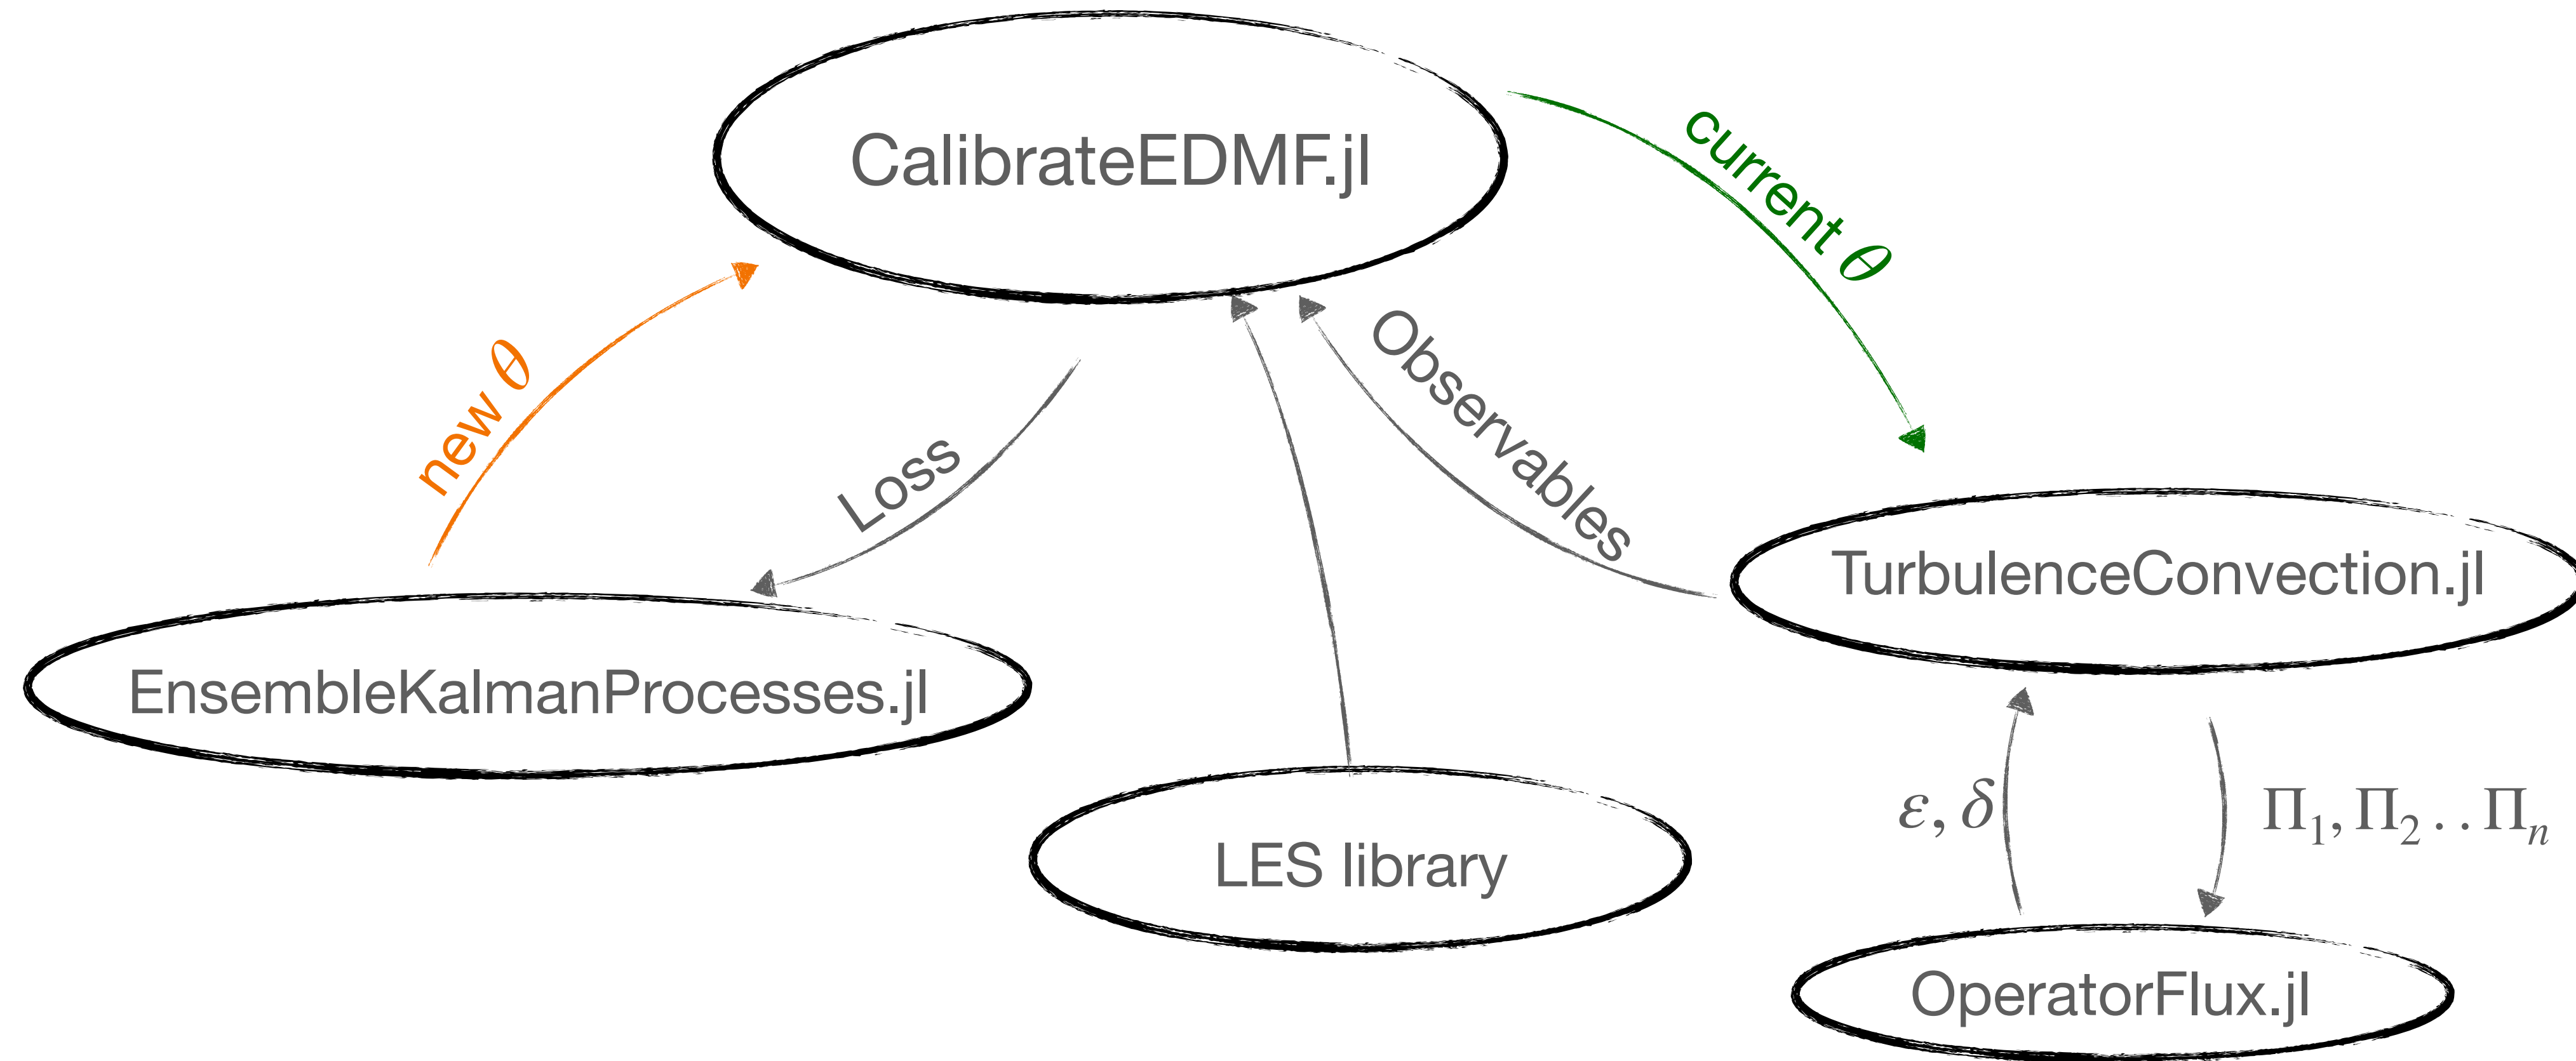 CalibrateEDMF.jl
current θ
new θ
Loss
Observables
TurbulenceConvection.jl
EnsembleKalmanProcesses.jl
LES library
ε, δ
Π₁, Π₂ . . Πₙ
OperatorFlux.jl